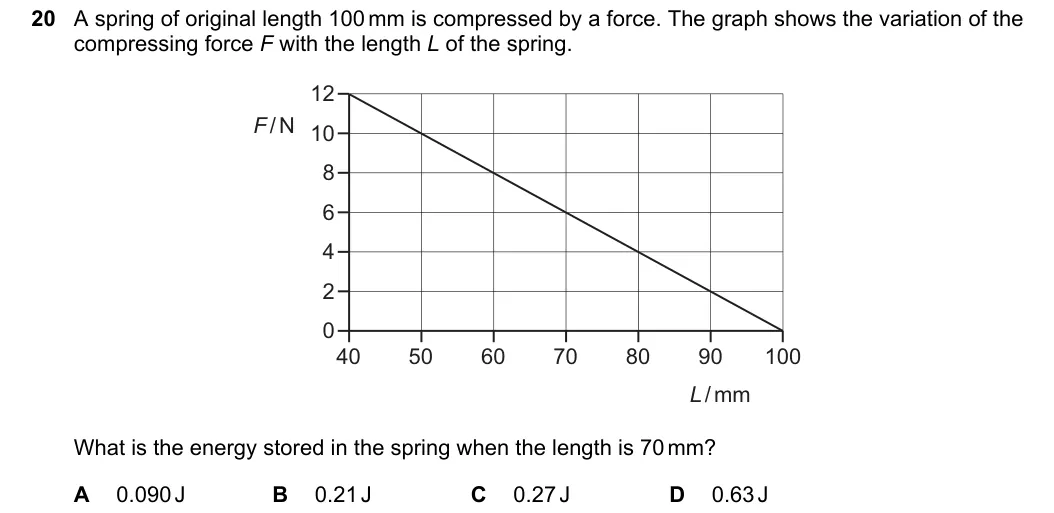 20 A spring of original length 100 mm is compressed by a force. The graph shows the variation of the
compressing force F with the length L of the spring.
12
F/N 10
8
6
4
2
0
40 50 60 70 80 90 100
L/mm
What is the energy stored in the spring when the length is 70 mm?
A 0.090 J B 0.21 J C 0.27 J D 0.63 J